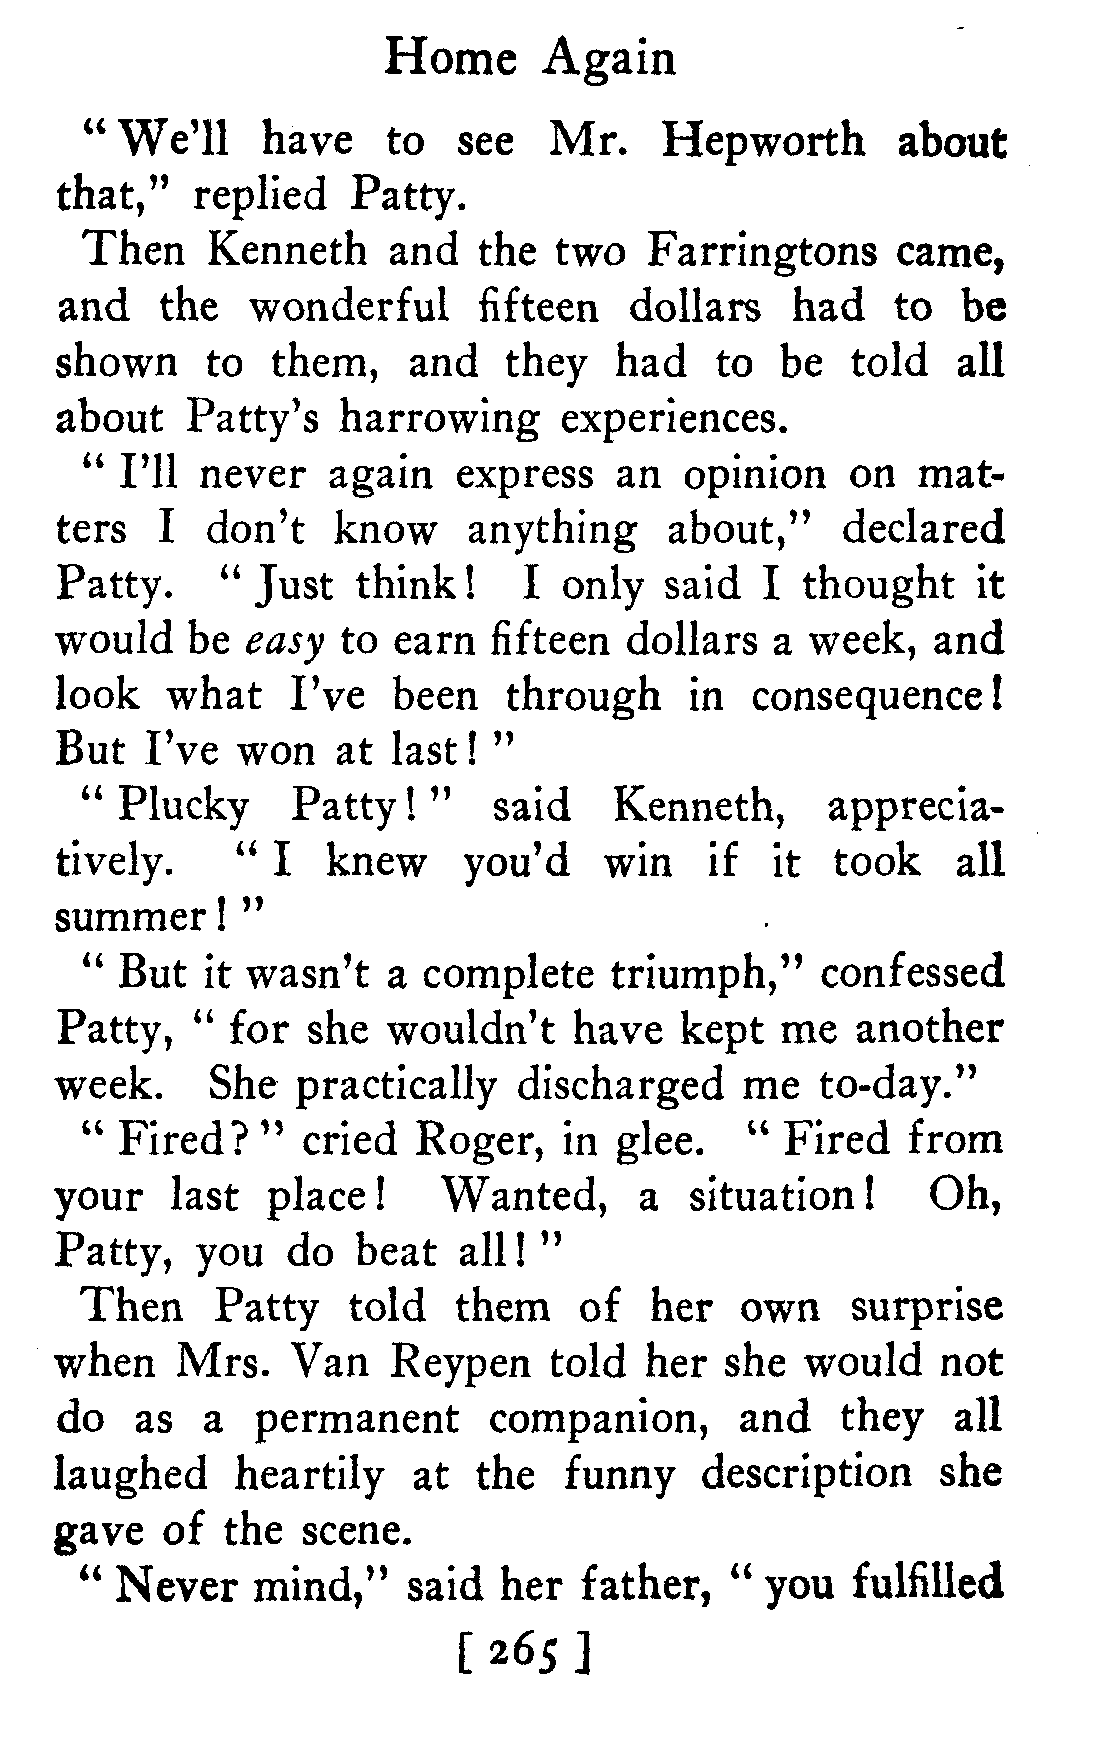 Home Again
" We'll have to see Mr. Hepworth about
that," replied Patty.
Then Kenneth and the two Farringtons came,
and the wonderful fifteen dollars had to be
shown to them, and they had to be told all
about Patty's harrowing experiences.
" I'll never again express an opinion on mat-
ters I don't know anything about," declared
Patty. " Just think! I only said I thought it
would be easy to earn fifteen dollars a week, and
look what I've been through in consequence!
But I've won at last! "
" Plucky Patty! " said Kenneth, apprecia-
tively. " I knew you'd win if it took all
summer! "
" But it wasn't a complete triumph," confessed
Patty, " for she wouldn't have kept me another
week. She practically discharged me to-day."
" Fired? " cried Roger, in glee. " Fired from
your last place! Wanted, a situation! Oh,
Patty, you do beat all! "
Then Patty told them of her own surprise
when Mrs. Van Reypen told her she would not
do as a permanent companion, and they all
laughed heartily at the funny description she
gave of the scene.
" Never mind," said her father, " you fulfilled
[ 265 ]